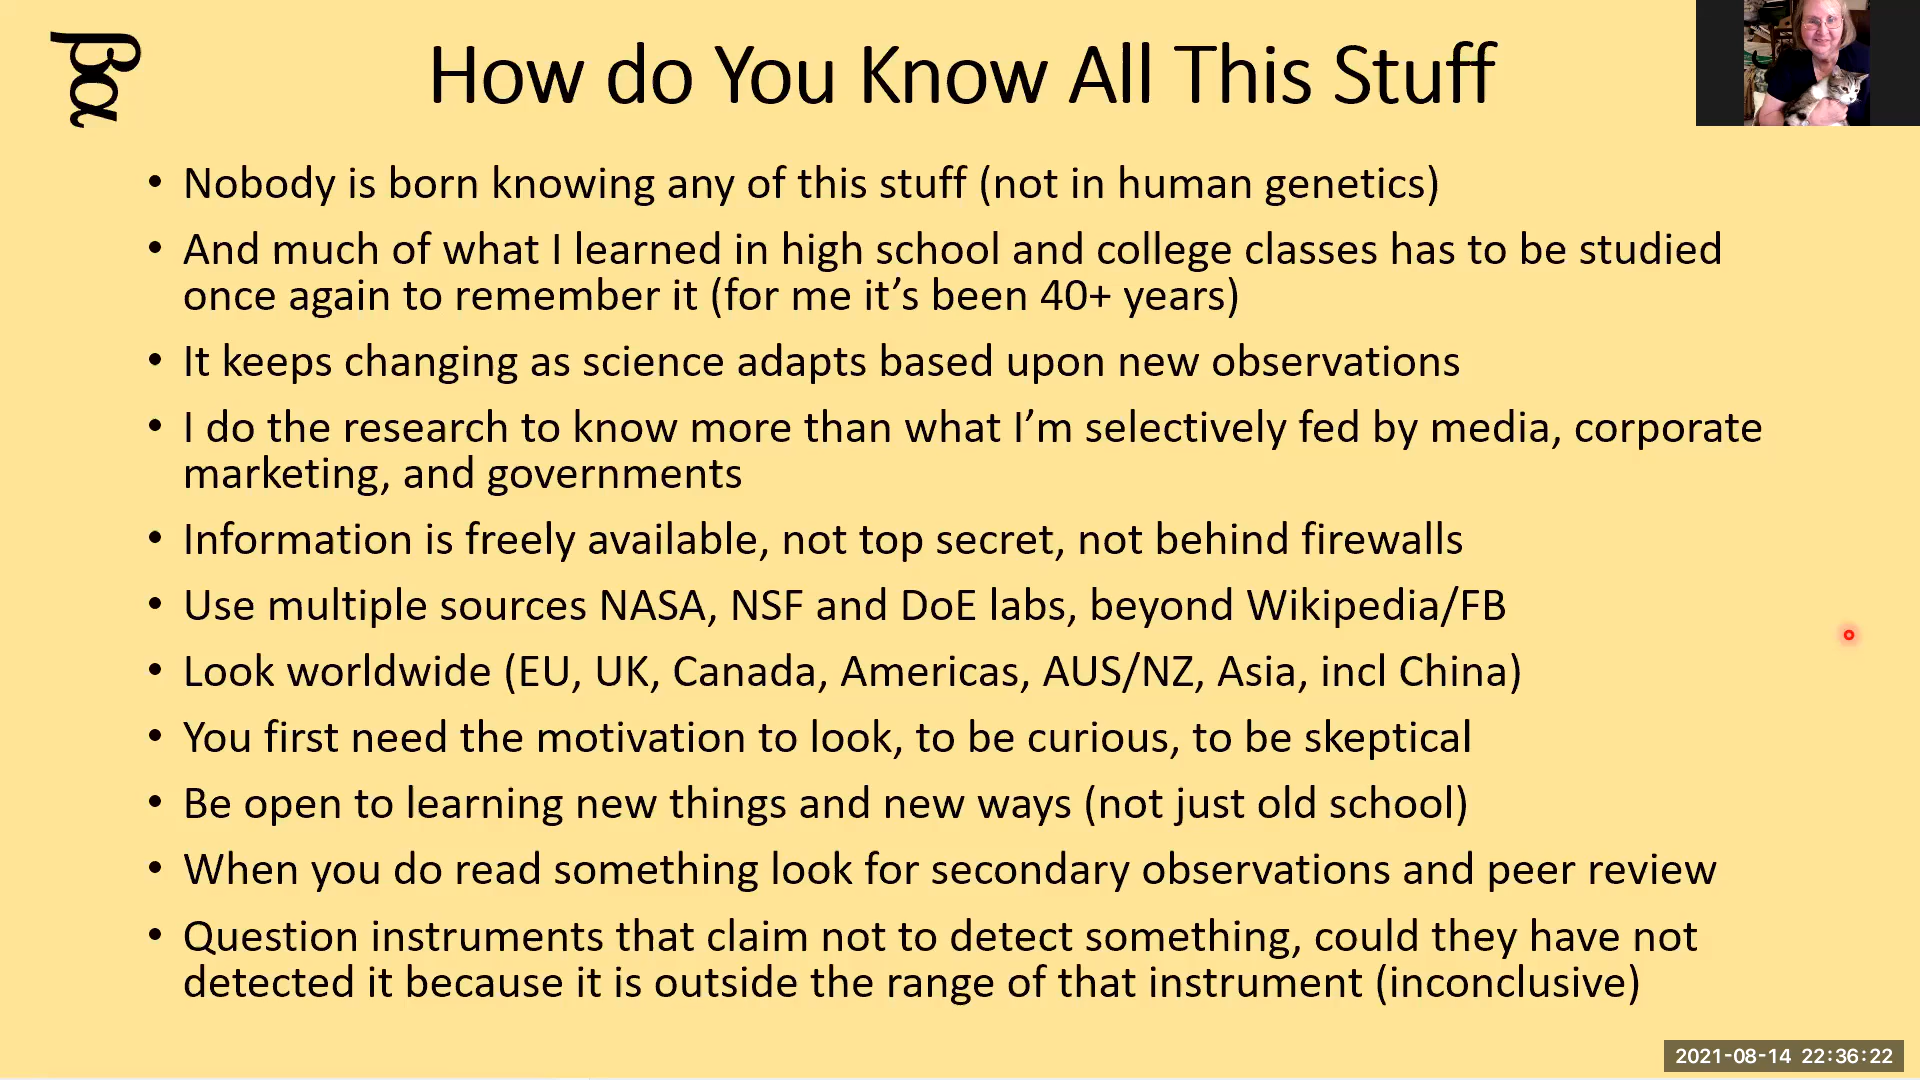 βα
How do You Know All This Stuff
• Nobody is born knowing any of this stuff (not in human genetics)
• And much of what I learned in high school and college classes has to be studied
once again to remember it (for me it’s been 40+ years)
• It keeps changing as science adapts based upon new observations
• I do the research to know more than what I’m selectively fed by media, corporate
marketing, and governments
• Information is freely available, not top secret, not behind firewalls
• Use multiple sources NASA, NSF and DoE labs, beyond Wikipedia/FB
• Look worldwide (EU, UK, Canada, Americas, AUS/NZ, Asia, incl China)
• You first need the motivation to look, to be curious, to be skeptical
• Be open to learning new things and new ways (not just old school)
• When you do read something look for secondary observations and peer review
• Question instruments that claim not to detect something, could they have not
detected it because it is outside the range of that instrument (inconclusive)
2021-08-14 22:36:22